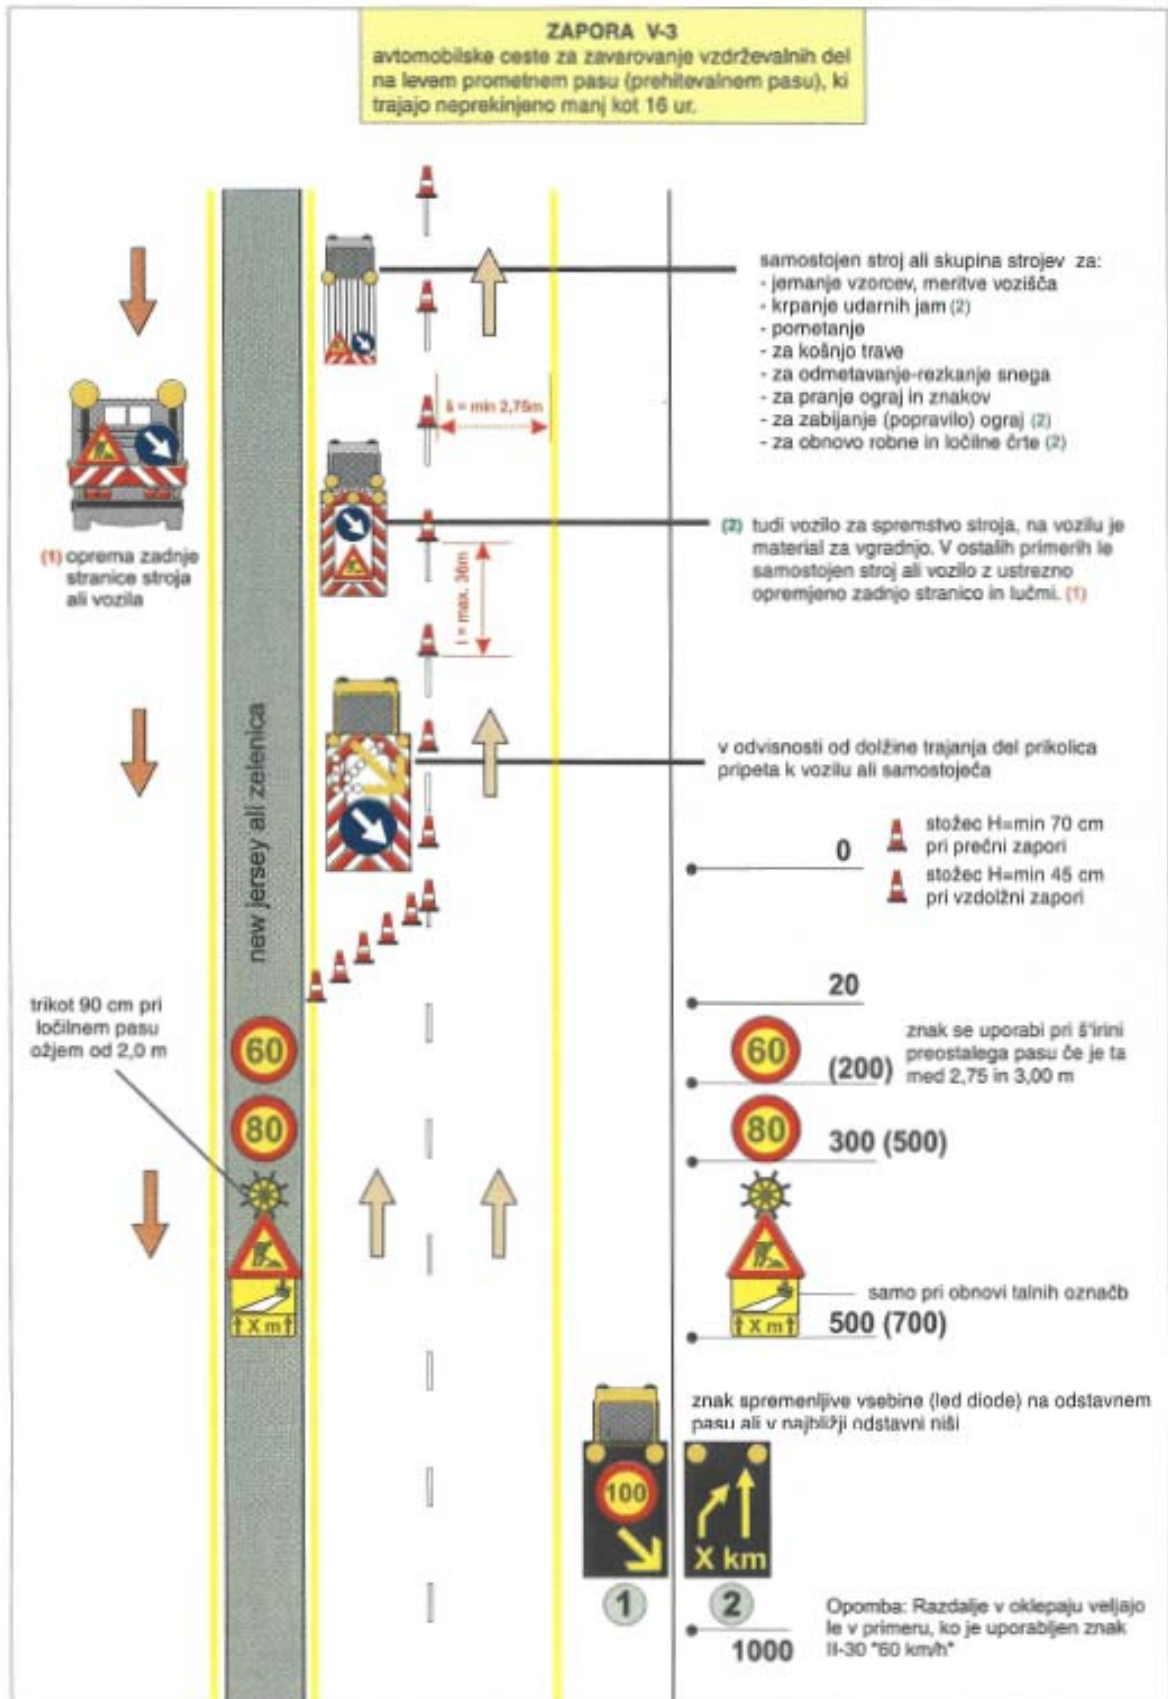 ZAPORA V-3
avtomobilske ceste za zavarovanje vzdrževalnih del
na levem prometnem pasu (prehitevalnem pasu), ki
trajajo neprekinjeno manj kot 16 ur.
samostojen stroj ali skupina strojev za:
- jemanje vzorcev, meritve vozišča
- krpanje udarnih jam (2)
- pometanje
- za košnjo trave
- za odmetavanje-rezkanje snega
- za pranje ograj in znakov
- za zabijanje (popravilo) ograj (2)
- za obnovo robne in ločilne črte (2)
š = min 2,75m
(1) oprema zadnje
stranice stroja
ali vozila
(2) tudi vozilo za spremstvo stroja, na vozilu je
material za vgradnjo. V ostalih primerih le
samostojen stroj ali vozilo z ustrezno
opremljeno zadnjo stranico in lučmi. (1)
l = max. 36m
new jersey ali zelenica
v odvisnosti od dolžine trajanja del prikolica
pripeta k vozilu ali samostoječa
0
stožec H=min 70 cm
pri prečni zapori
stožec H=min 45 cm
pri vzdolžni zapori
20
trikot 90 cm pri
ločilnem pasu
ožjem od 2,0 m
60
60
(200)
znak se uporabi pri š'irini
preostalega pasu če je ta
med 2,75 in 3,00 m
80
80
300 (500)
samo pri obnovi talnih označb
X m
X m
500 (700)
znak spremenljive vsebine (led diode) na odstavnem
pasu ali v najbližji odstavni niši
100
X km
1
2
1000
Opomba: Razdalje v oklepaju veljajo
le v primeru, ko je uporabljen znak
II-30 "60 km/h"